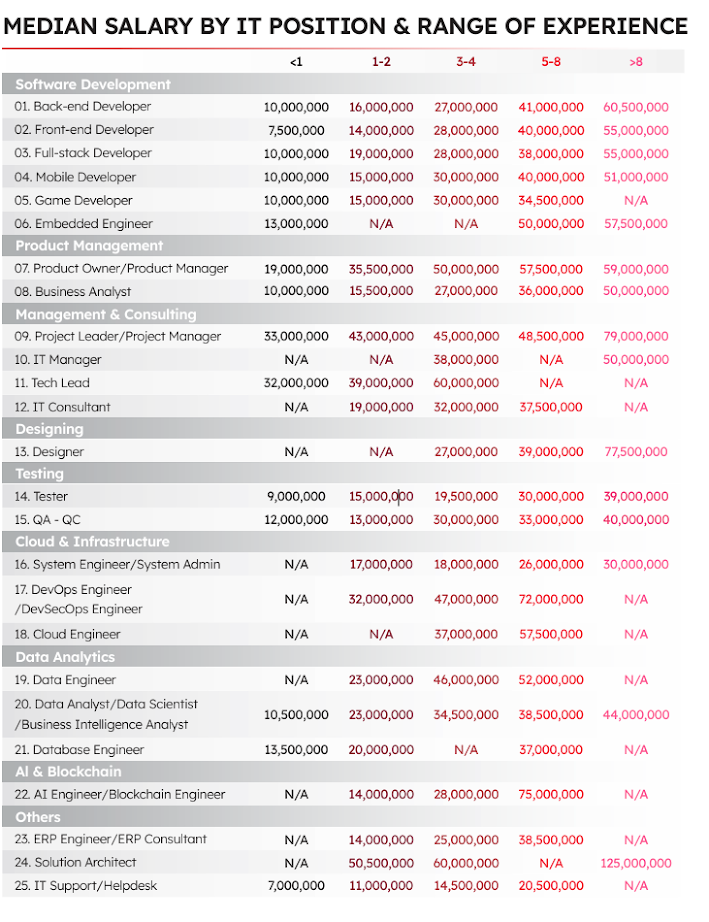 MEDIAN SALARY BY IT POSITION & RANGE OF EXPERIENCE
<1 1-2 3-4 5-8 >8
Software Development
01. Back-end Developer 10,000,000 16,000,000 27,000,000 41,000,000 60,500,000
02. Front-end Developer 7,500,000 14,000,000 28,000,000 40,000,000 55,000,000
03. Full-stack Developer 10,000,000 19,000,000 28,000,000 38,000,000 55,000,000
04. Mobile Developer 10,000,000 15,000,000 30,000,000 40,000,000 51,000,000
05. Game Developer 10,000,000 15,000,000 30,000,000 34,500,000 N/A
06. Embedded Engineer 13,000,000 N/A N/A 50,000,000 57,500,000
Product Management
07. Product Owner/Product Manager 19,000,000 35,500,000 50,000,000 57,500,000 59,000,000
08. Business Analyst 10,000,000 15,500,000 27,000,000 36,000,000 50,000,000
Management & Consulting
09. Project Leader/Project Manager 33,000,000 43,000,000 45,000,000 48,500,000 79,000,000
10. IT Manager N/A N/A 38,000,000 N/A 50,000,000
11. Tech Lead 32,000,000 39,000,000 60,000,000 N/A N/A
12. IT Consultant N/A 19,000,000 32,000,000 37,500,000 N/A
Designing
13. Designer N/A N/A 27,000,000 39,000,000 77,500,000
Testing
14. Tester 9,000,000 15,000,000 19,500,000 30,000,000 39,000,000
15. QA - QC 12,000,000 13,000,000 30,000,000 33,000,000 40,000,000
Cloud & Infrastructure
16. System Engineer/System Admin N/A 17,000,000 18,000,000 26,000,000 30,000,000
17. DevOps Engineer
/DevSecOps Engineer N/A 32,000,000 47,000,000 72,000,000 N/A
18. Cloud Engineer N/A N/A 37,000,000 57,500,000 N/A
Data Analytics
19. Data Engineer N/A 23,000,000 46,000,000 52,000,000 N/A
20. Data Analyst/Data Scientist
/Business Intelligence Analyst 10,500,000 23,000,000 34,500,000 38,500,000 44,000,000
21. Database Engineer 13,500,000 20,000,000 N/A 37,000,000 N/A
AI & Blockchain
22. AI Engineer/Blockchain Engineer N/A 14,000,000 28,000,000 75,000,000 N/A
Others
23. ERP Engineer/ERP Consultant N/A 14,000,000 25,000,000 38,500,000 N/A
24. Solution Architect N/A 50,500,000 60,000,000 N/A 125,000,000
25. IT Support/Helpdesk 7,000,000 11,000,000 14,500,000 20,500,000 N/A